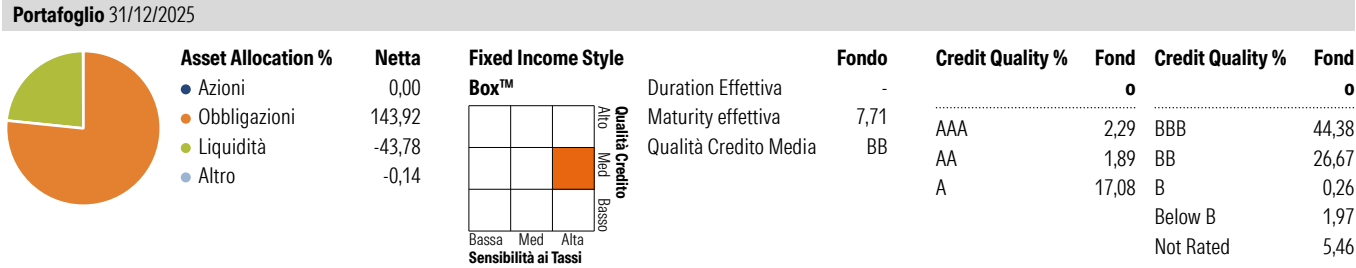 Portafoglio 31/12/2025
Asset Allocation % Netta
Azioni 0,00
Obbligazioni 143,92
Liquidità -43,78
Altro -0,14
Fixed Income Style
Box™
Alto Med Basso
Qualità Credito
Bassa Med Alta
Sensibilità ai Tassi
Fondo
Duration Effettiva -
Maturity effettiva 7,71
Qualità Credito Media BB
Credit Quality % Fond
o
AAA 2,29
AA 1,89
A 17,08
Credit Quality % Fond
o
BBB 44,38
BB 26,67
B 0,26
Below B 1,97
Not Rated 5,46